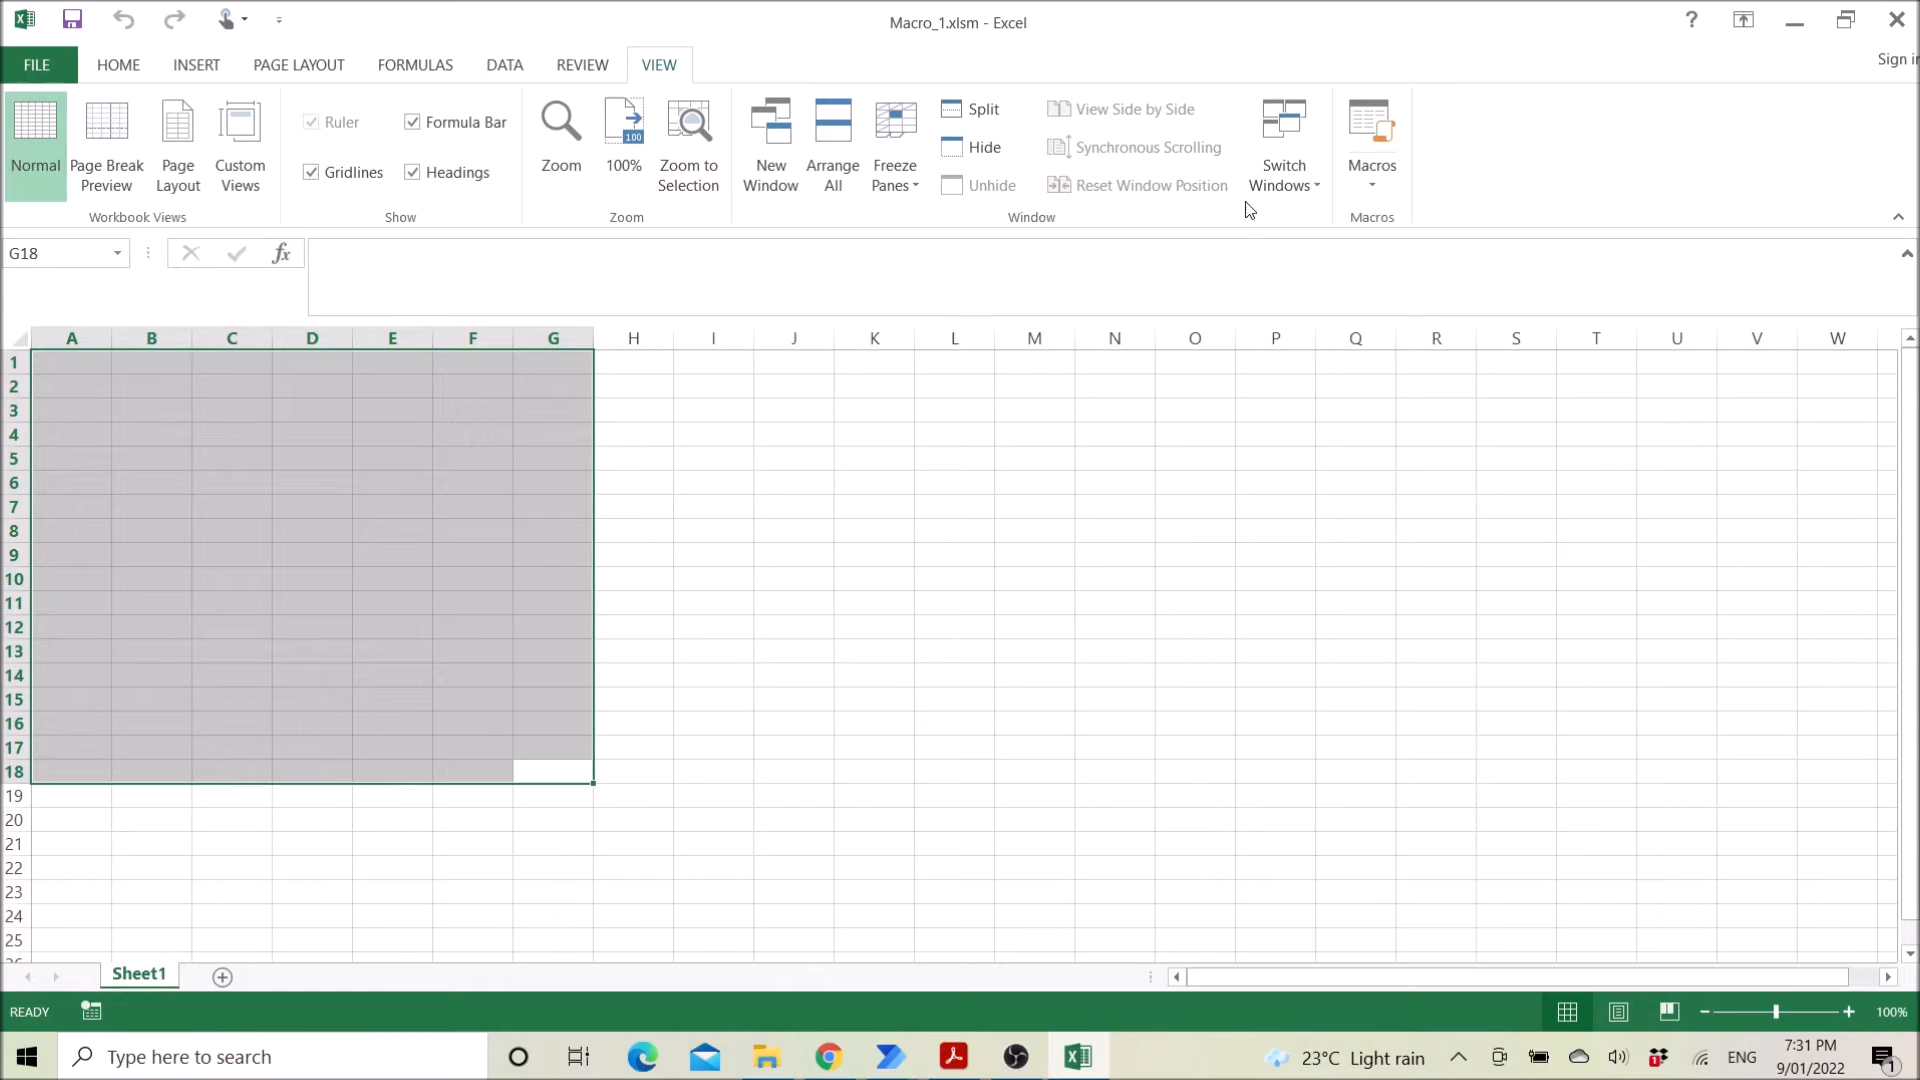 Macro_1.xlsm - Excel
?
Sign in
FILE HOME INSERT PAGE LAYOUT FORMULAS DATA REVIEW VIEW
Normal
Page Break
Preview
Page
Layout
Custom
Views
Workbook Views
Ruler
Formula Bar
Gridlines
Headings
Show
Zoom
100
100%
Zoom to
Selection
Zoom
New
Window
Arrange
All
Freeze
Panes
Split
Hide
Unhide
View Side by Side
Synchronous Scrolling
Reset Window Position
Switch
Windows
Window
Macros
Macros
G18
fx
A B C D E F G H I J K L M N O P Q R S T U V W
1
2
3
4
5
6
7
8
9
10
11
12
13
14
15
16
17
18
19
20
21
22
23
24
25
Sheet1
READY
100%
Type here to search
23°C Light rain
1
ENG
7:31 PM
9/01/2022
1